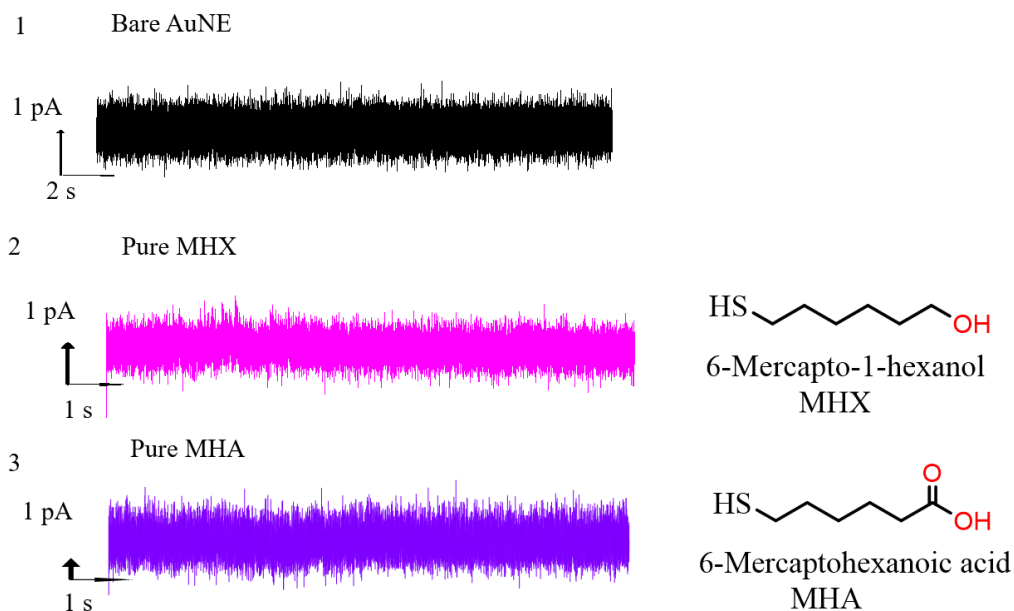 1
Bare AuNE
1 pA
2 s
2
Pure MHX
1 pA
1 s
HS
OH
6-Mercapto-1-hexanol
MHX
3
Pure MHA
1 pA
1 s
O
HS
OH
6-Mercaptohexanoic acid
MHA